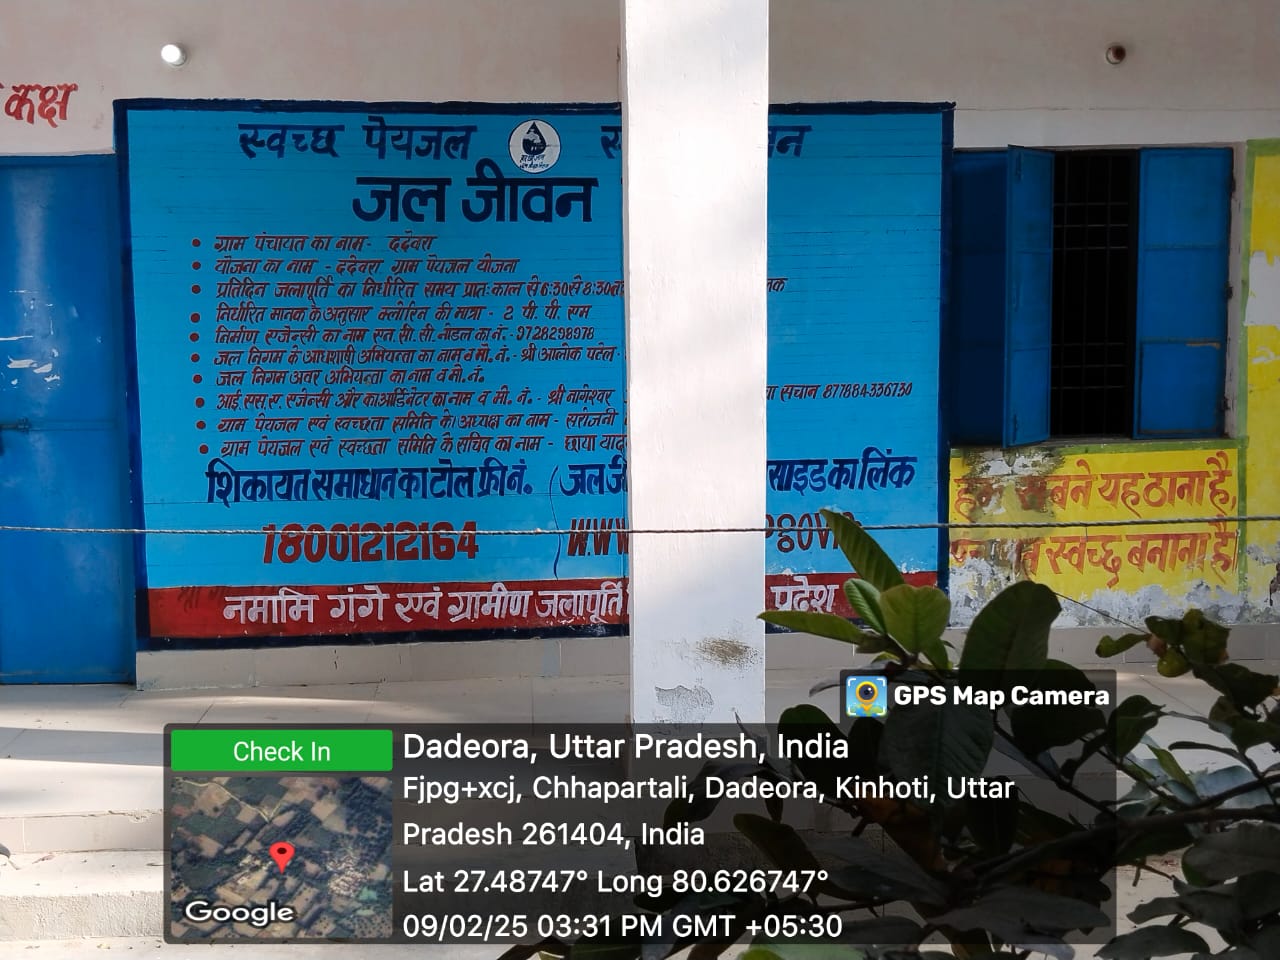 कक्ष
स्वच्छ पेयजल
जल जीवन
ग्राम पंचायत का नाम- ददेवरा
योजना का नाम - ददेवरा ग्राम पेयजल योजना
प्रतिदिन जलापूर्ति का निर्धारित समय प्रातः काल से 6:30 से 8:30
निर्धारित मानक के अनुसार क्लोरिन की मात्रा - 2 पी. पी. एम
निर्माण एजेन्सी का नाम एन. सी. सी. नोडल का नं. -9728298978
जल निगम के अधिशाषी अभियन्ता का नाम व मो. नं. - श्री आलोक पटेल -
जल निगम अवर अभियन्ता का नाम व मो. नं.
आई. एस. ए. एजेन्सी और काआर्डिनेटर का नाम व मो. नं. - श्री नागेश्वर सचान 877884336730
ग्राम पेयजल एवं स्वच्छता समिति के अध्यक्ष का नाम - सरोजनी
ग्राम पेयजल एवं स्वच्छता समिति के सचिव का नाम - छाया
शिकायत समाधान का टोल फ्री नं. (जल साइड का लिंक
18001212164 WWW
नमामि गंगे एवं ग्रामीण जलापूर्ति प्रदेश
यह ठाना है,
स्वच्छ बनाना है।
GPS Map Camera
Check In
Dadeora, Uttar Pradesh, India
Fjpg+xcj, Chhapartali, Dadeora, Kinhoti, Uttar
Pradesh 261404, India
Lat 27.48747° Long 80.626747°
09/02/25 03:31 PM GMT +05:30
Google